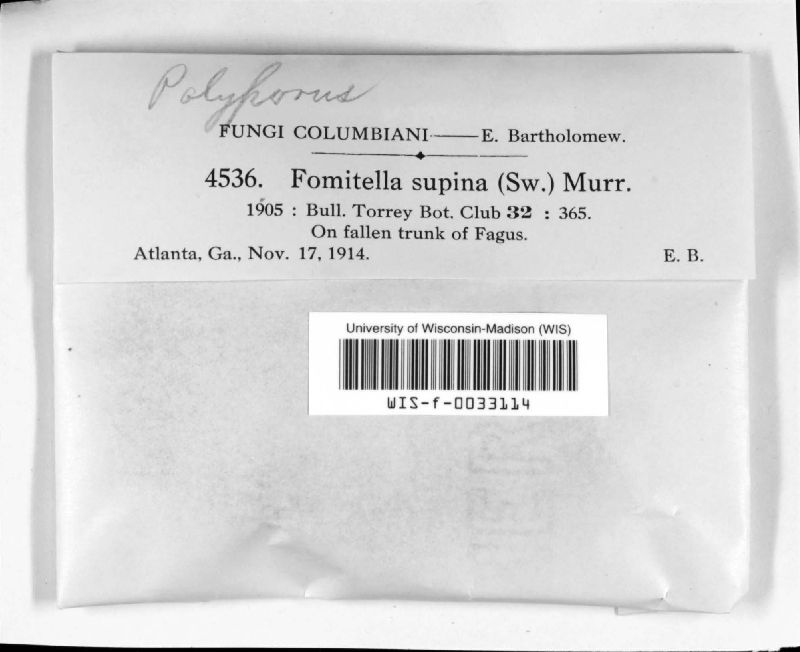 Polyporus
FUNGI COLUMBIANI—E. Bartholomew.
4536. Fomitella supina (Sw.) Murr.
1905 : Bull. Torrey Bot. Club 32 : 365.
On fallen trunk of Fagus.
Atlanta, Ga., Nov. 17, 1914. E. B.
University of Wisconsin-Madison (WIS)
WIS-f-0033114